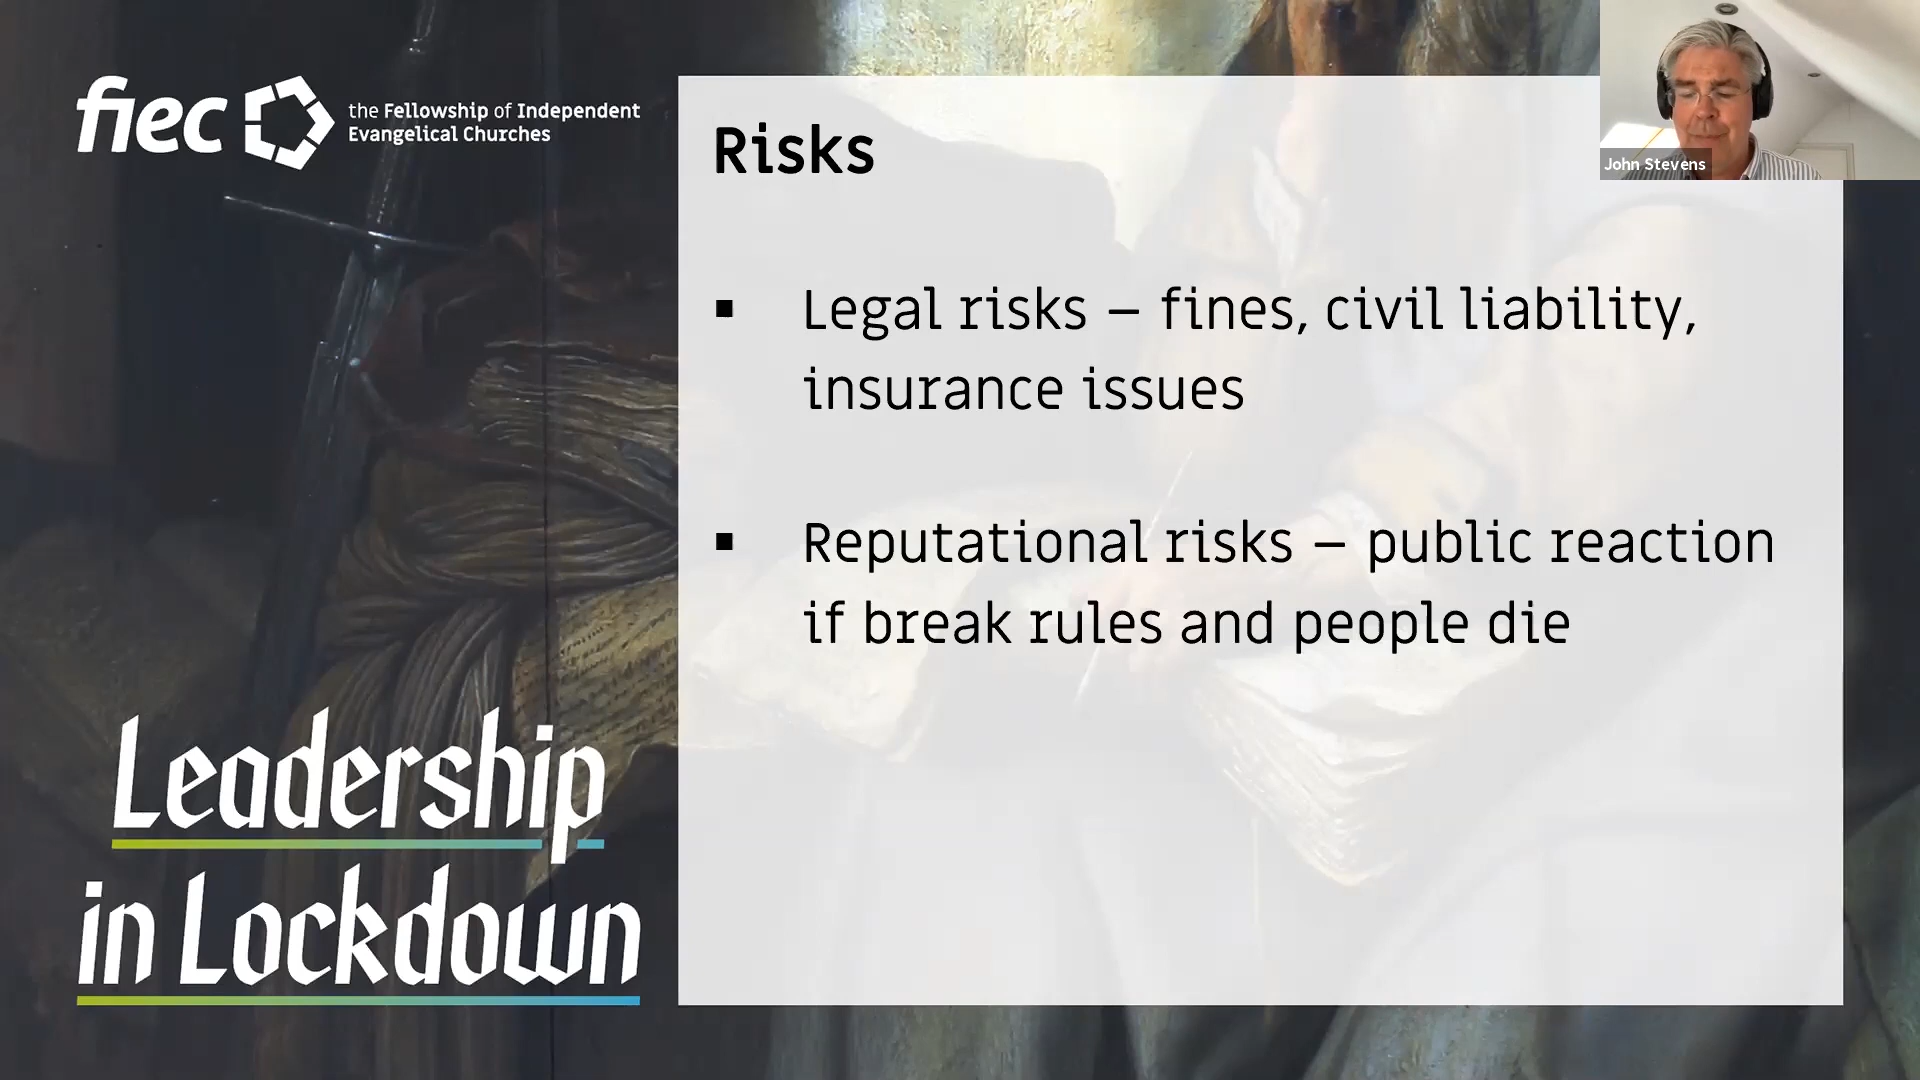 fiec
the Fellowship of Independent
Evangelical Churches
John Stevens
Risks
▪ Legal risks – fines, civil liability,
insurance issues
▪ Reputational risks – public reaction
if break rules and people die
Leadership
in Lockdown